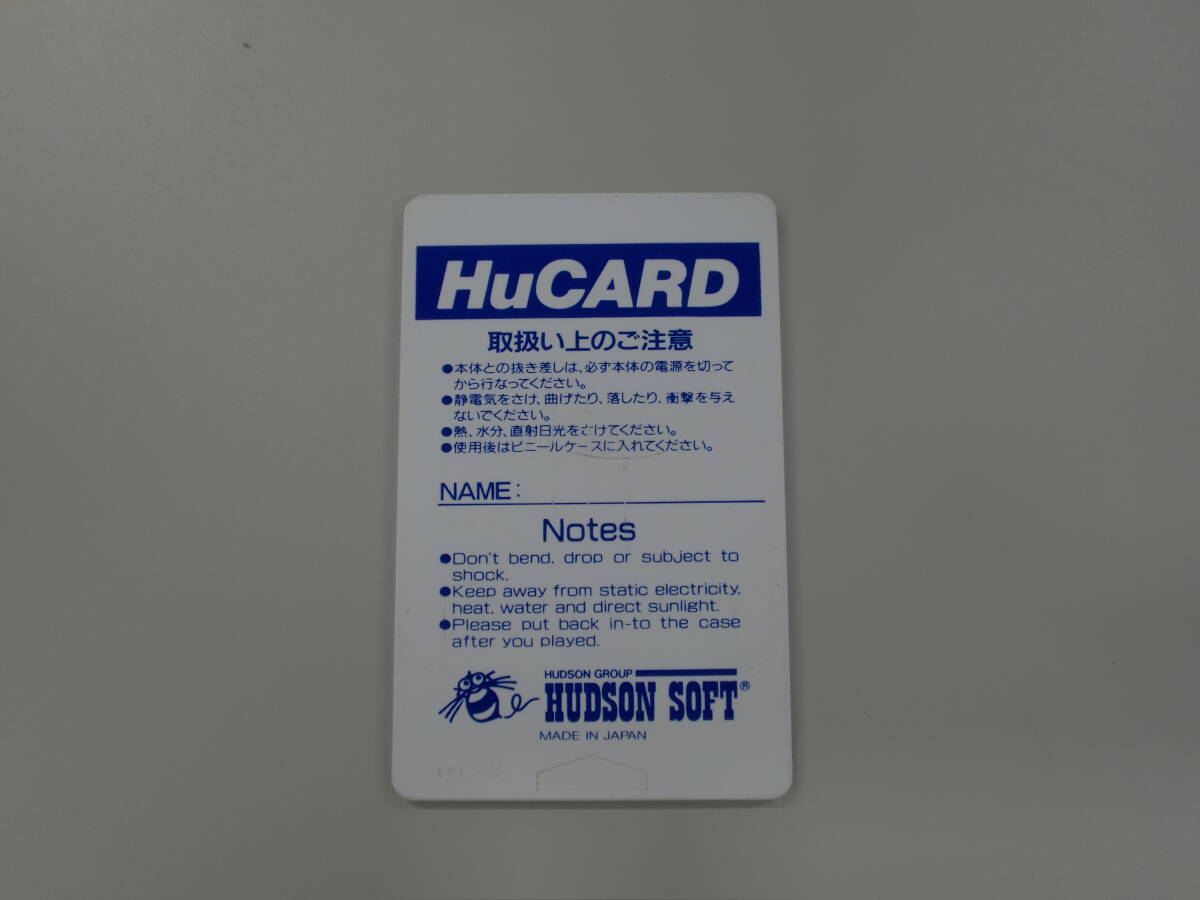 HuCARD
取扱い上のご注意
●本体との抜き差しは、必ず本体の電源を切って
から行なってください。
●静電気をさけ、曲げたり、落したり、衝撃を与え
ないでください。
●熱、水分、直射日光をさけてください。
●使用後はビニールケースに入れてください。
NAME:
Notes
●Don't bend, drop or subject to
shock.
●Keep away from static electricity,
heat, water and direct sunlight.
●Please put back in-to the case
after you played.
HUDSON GROUP
HUDSON SOFT®
MADE IN JAPAN